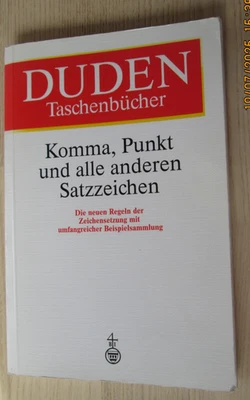 DUDEN
Taschenbücher
Komma, Punkt
und alle anderen
Satzzeichen
Die neuen Regeln der
Zeichensetzung mit
umfangreicher Beispielsammlung